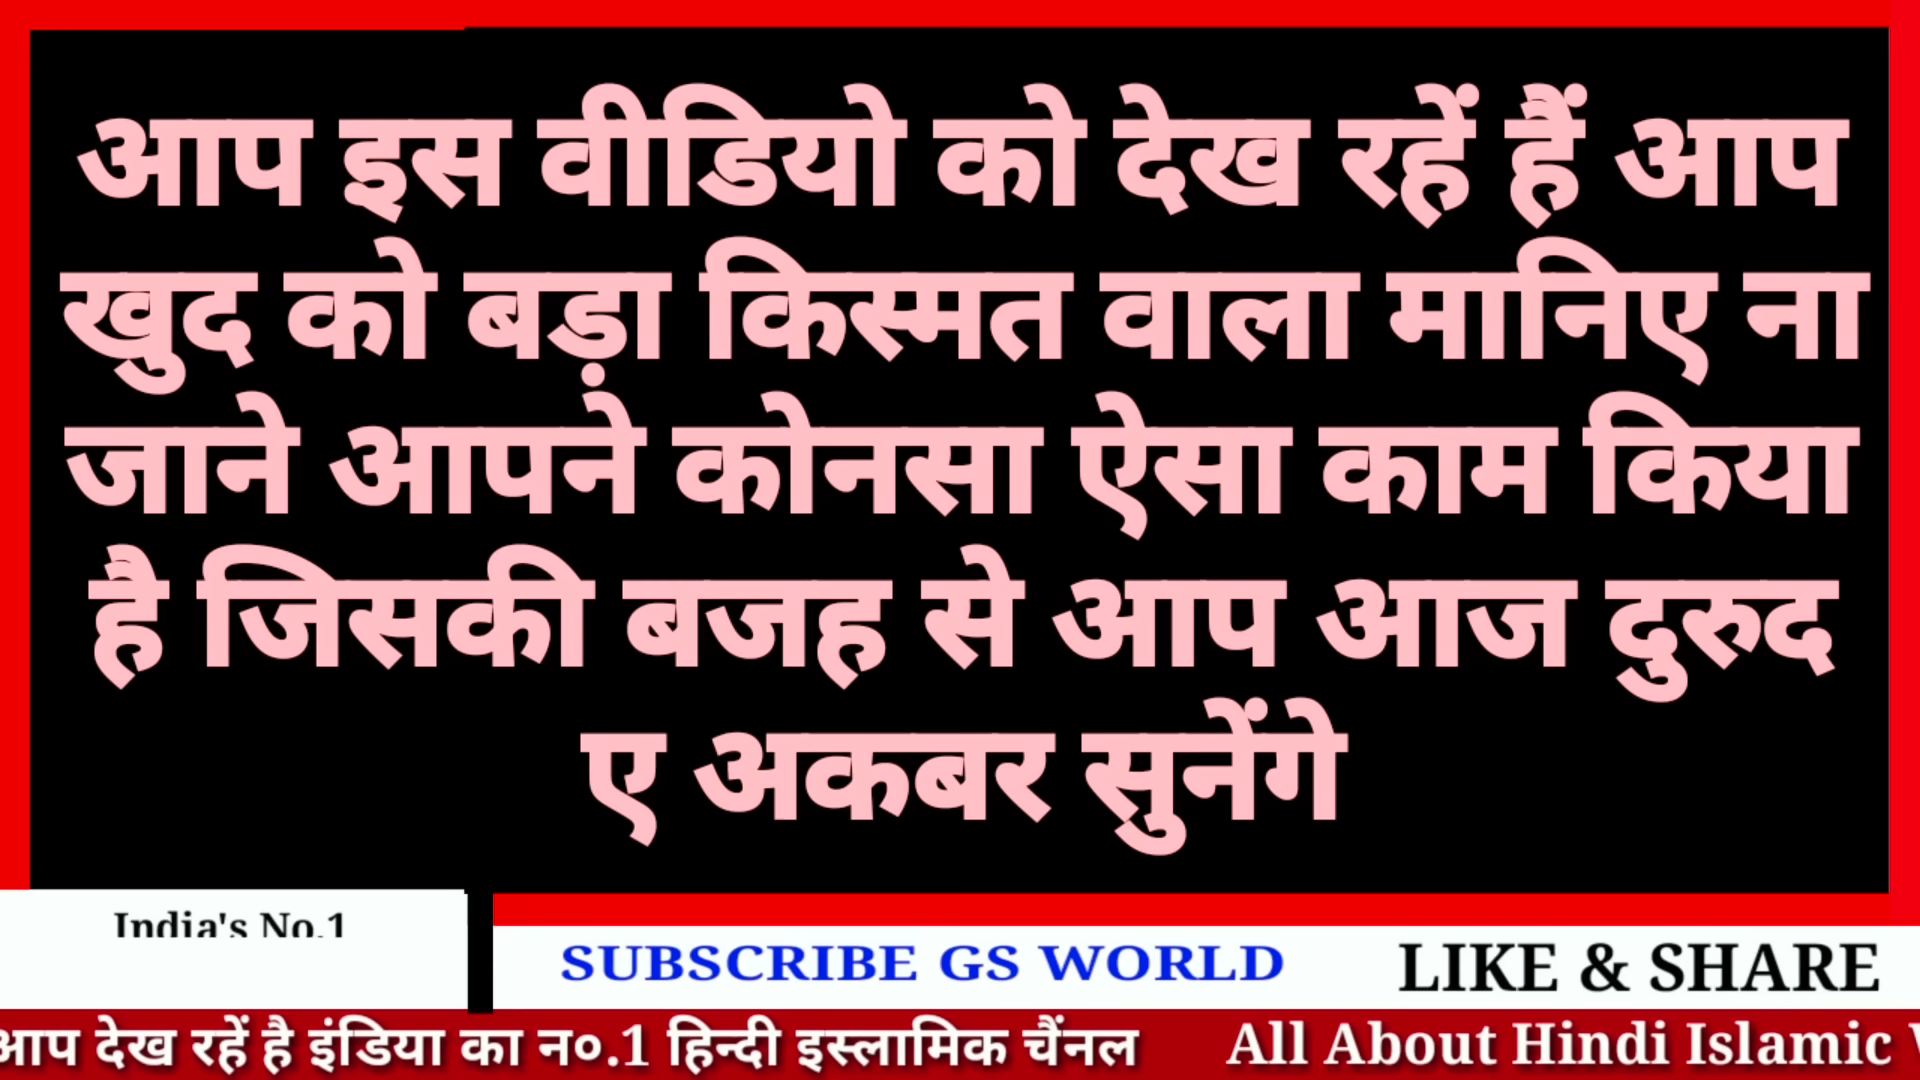 आप इस वीडियो को देख रहें हैं आप
खुद को बड़ा किस्मत वाला मानिए ना
जाने आपने कोनसा ऐसा काम किया
है जिसकी बजह से आप आज दुरुद
ए अकबर सुनेंगे
India's No.1
SUBSCRIBE GS WORLD
LIKE & SHARE
आप देख रहें है इंडिया का न०.1 हिन्दी इस्लामिक चैंनल All About Hindi Islamic